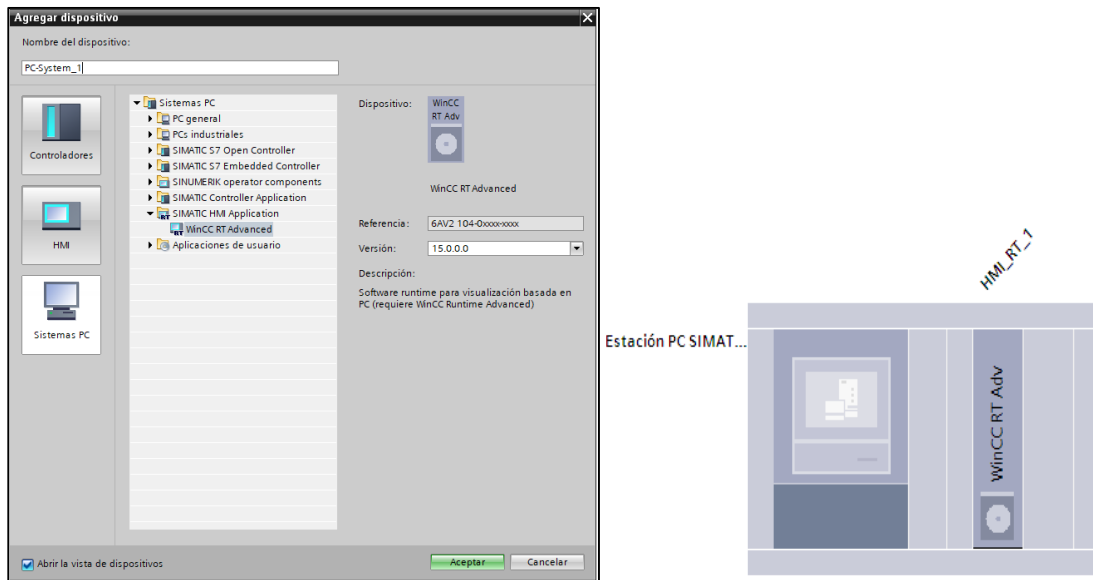 Agregar dispositivo
Nombre del dispositivo:
PC-System_1
Controladores
HMI
Sistemas PC
Sistemas PC
PC general
PCs industriales
SIMATIC S7 Open Controller
SIMATIC S7 Embedded Controller
SINUMERIK operator components
SIMATIC Controller Application
SIMATIC HMI Application
WinCC RT Advanced
Aplicaciones de usuario
Dispositivo:
WinCC
RT Adv
WinCC RT Advanced
Referencia:
6AV2 104-0xxxx-xxxx
Versión:
15.0.0.0
Descripción:
Software runtime para visualización basada en
PC (requiere WinCC Runtime Advanced)
Abrir la vista de dispositivos
Aceptar
Cancelar
HMI_RT_1
Estación PC SIMAT...
WinCC RT Adv